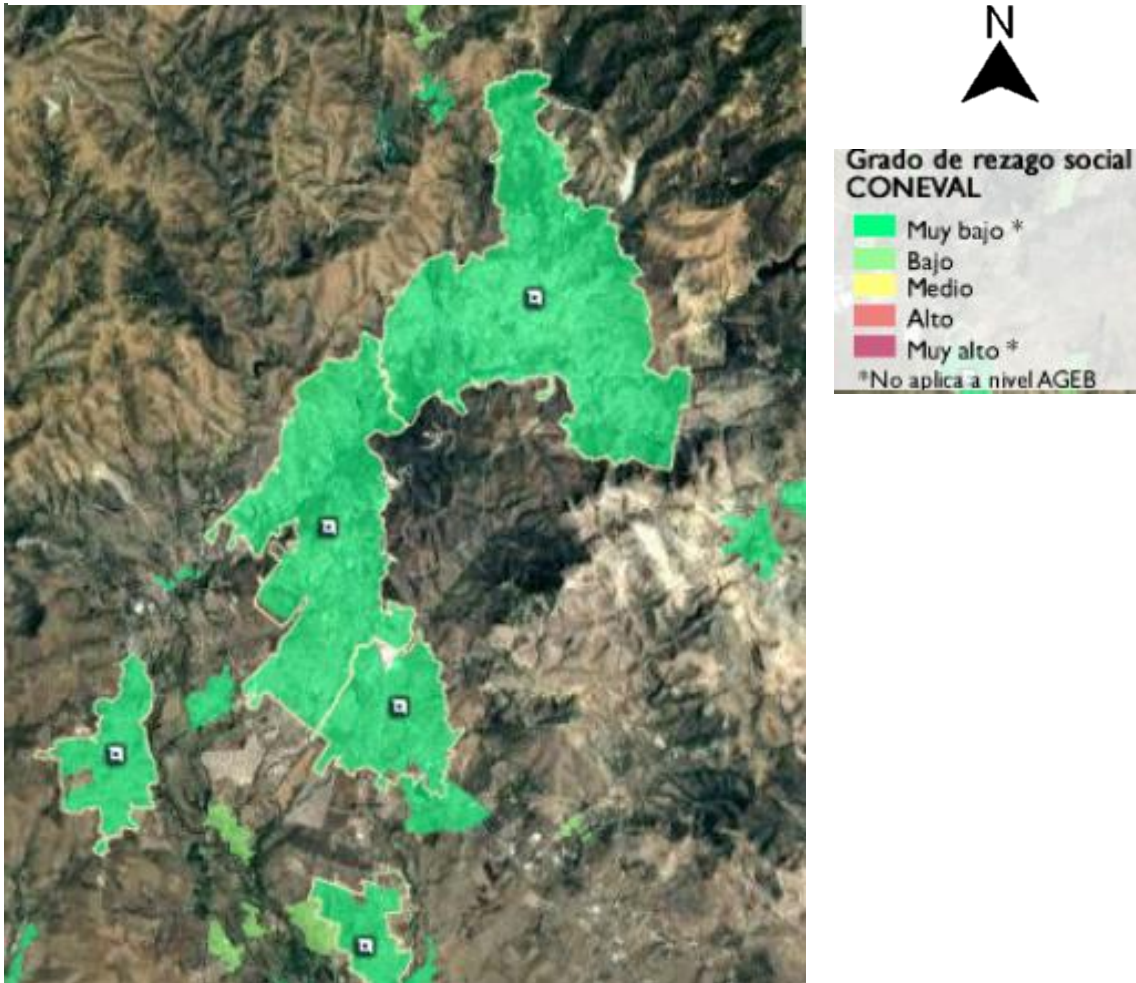 N
Grado de rezago social
CONEVAL
Muy bajo *
Bajo
Medio
Alto
Muy alto *
*No aplica a nivel AGEB